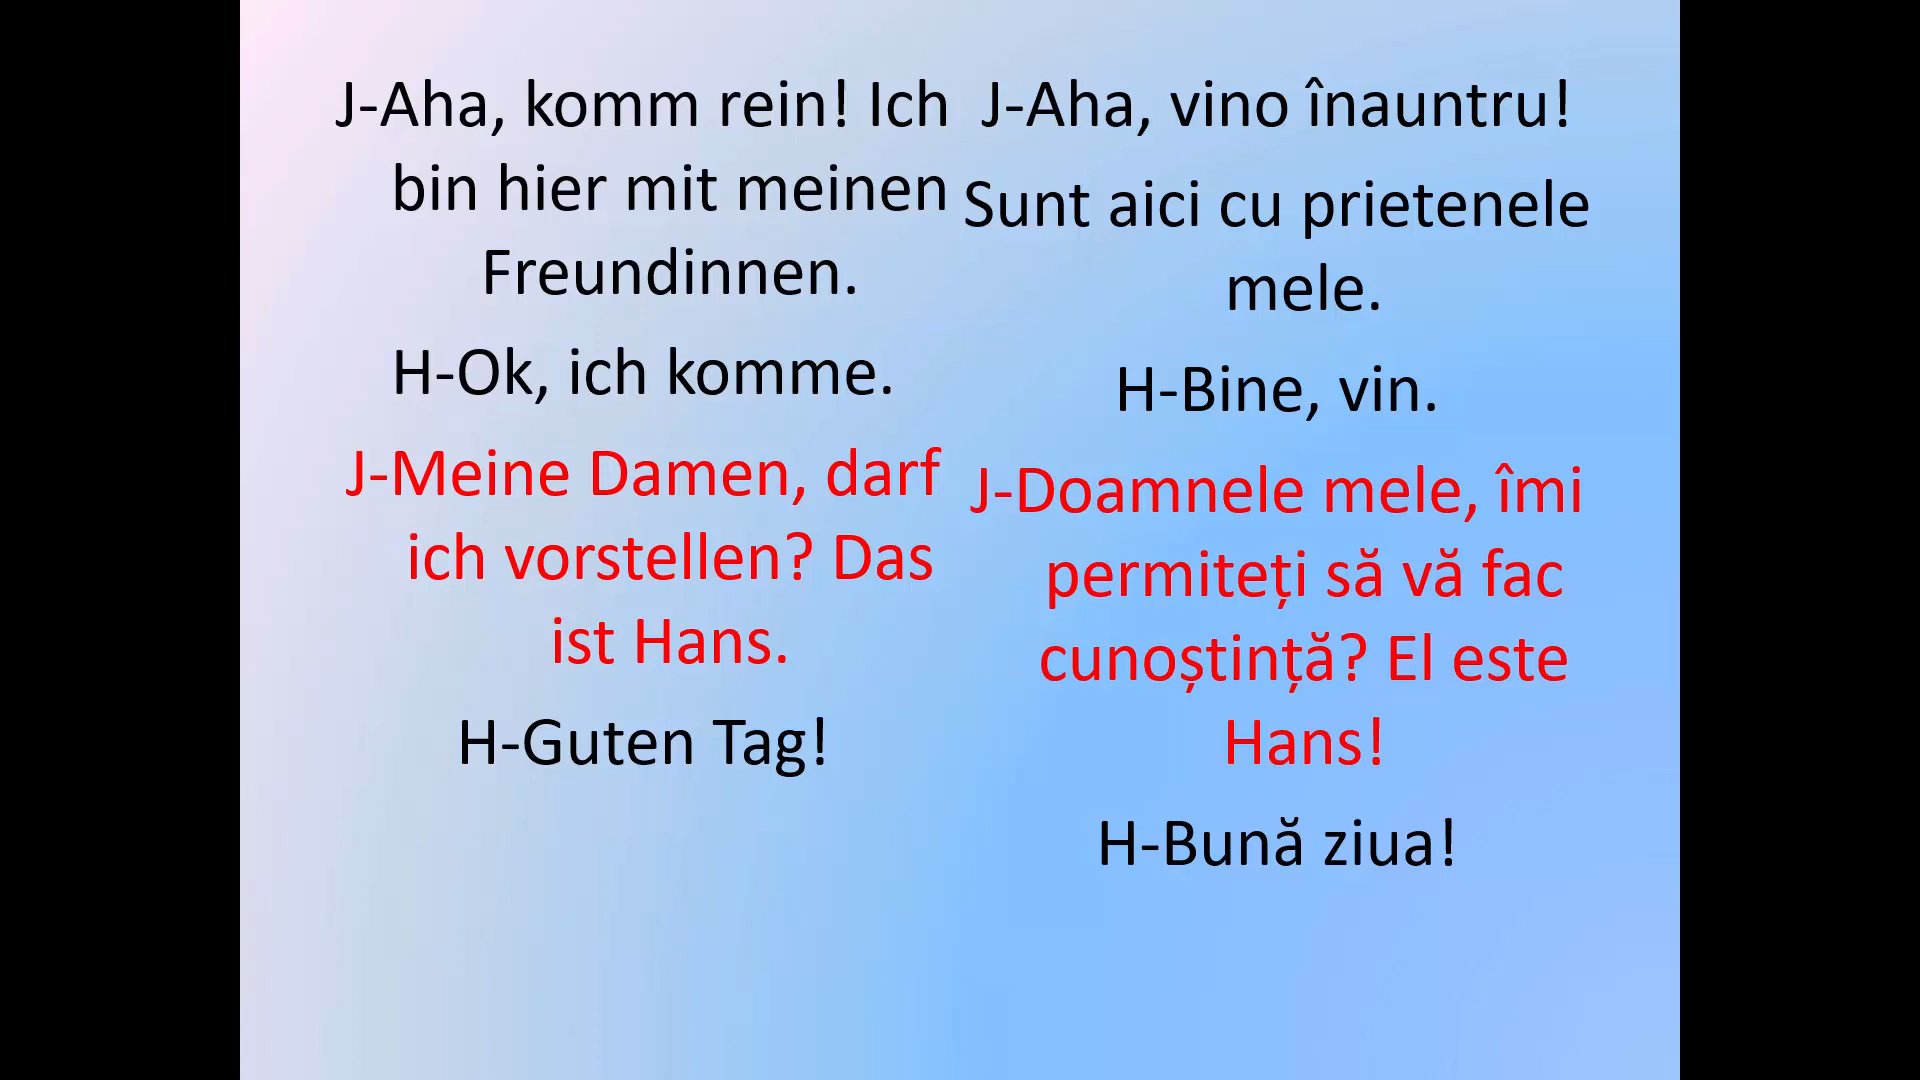 J-Aha, komm rein! Ich
bin hier mit meinen
Freundinnen.
H-Ok, ich komme.
J-Meine Damen, darf
ich vorstellen? Das
ist Hans.
H-Guten Tag!
J-Aha, vino înauntru!
Sunt aici cu prietenele
mele.
H-Bine, vin.
J-Doamnele mele, îmi
permiteți să vă fac
cunoștință? El este
Hans!
H-Bună ziua!